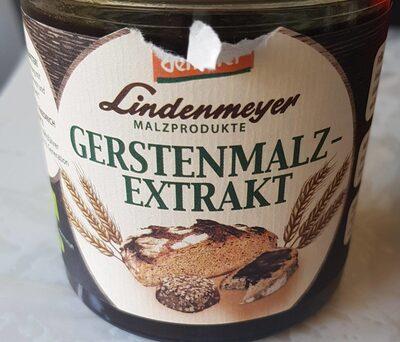 Lindenmeyer
MALZPRODUKTE
GERSTENMALZ-
EXTRAKT